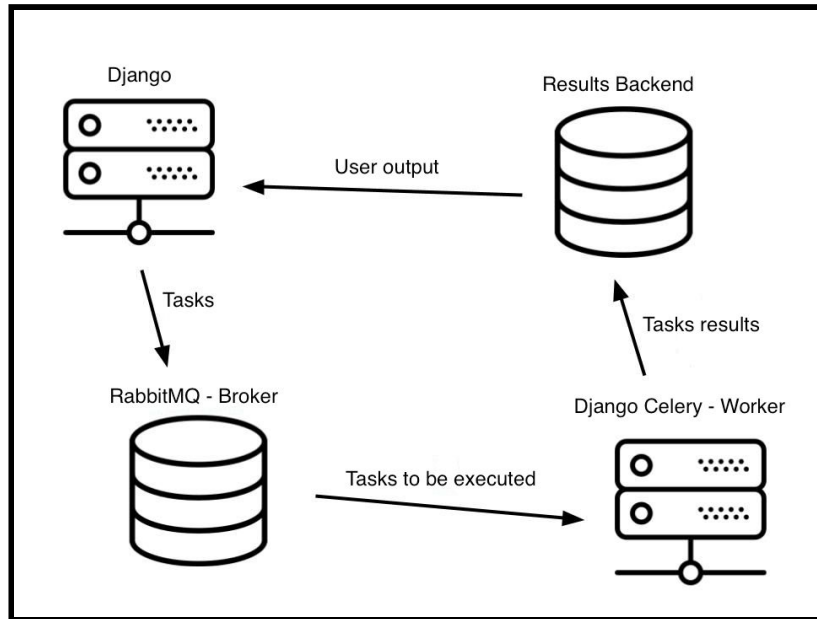 Django
Results Backend
User output
Tasks
Tasks results
RabbitMQ - Broker
Django Celery - Worker
Tasks to be executed